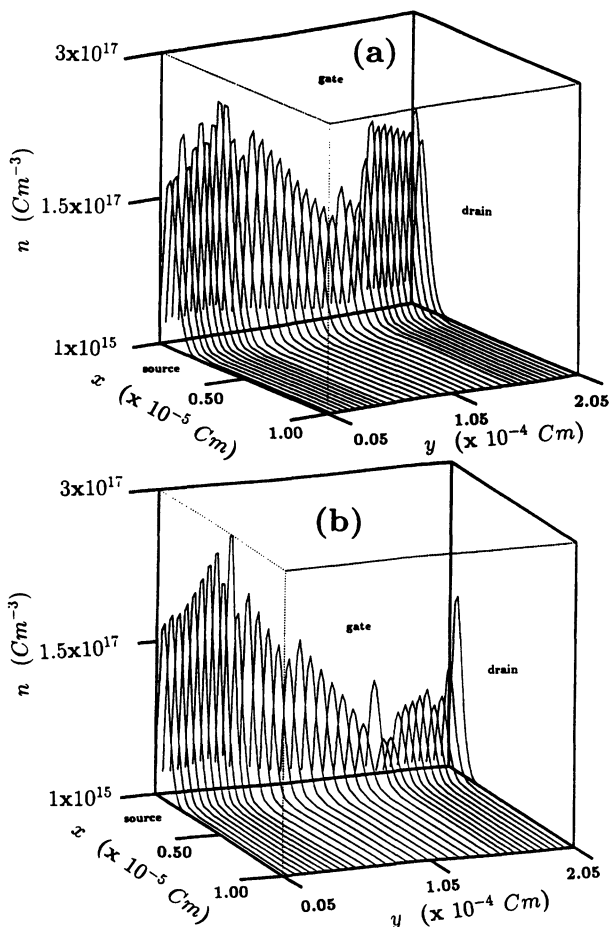 (a)
3x10^17
gate
n (Cm^-3)
1.5x10^17
drain
1x10^15
source
x (x 10^-5 Cm)
0.50
1.00
0.05
y (x 10^-4 Cm)
1.05
2.05
(b)
3x10^17
n (Cm^-3)
gate
1.5x10^17
drain
1x10^15
source
x (x 10^-5 Cm)
0.50
1.00
0.05
y (x 10^-4 Cm)
1.05
2.05